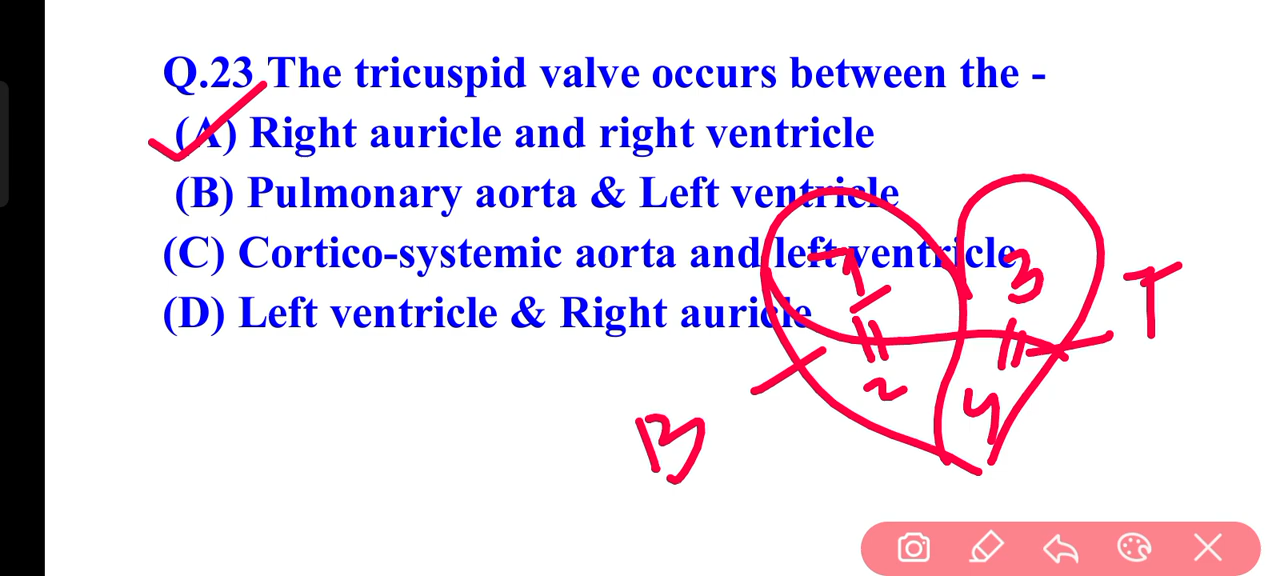 Q.23 The tricuspid valve occurs between the -
(A) Right auricle and right ventricle
(B) Pulmonary aorta & Left ventricle
(C) Cortico-systemic aorta and left ventricle
(D) Left ventricle & Right auricle
1
3
T
2
4
B